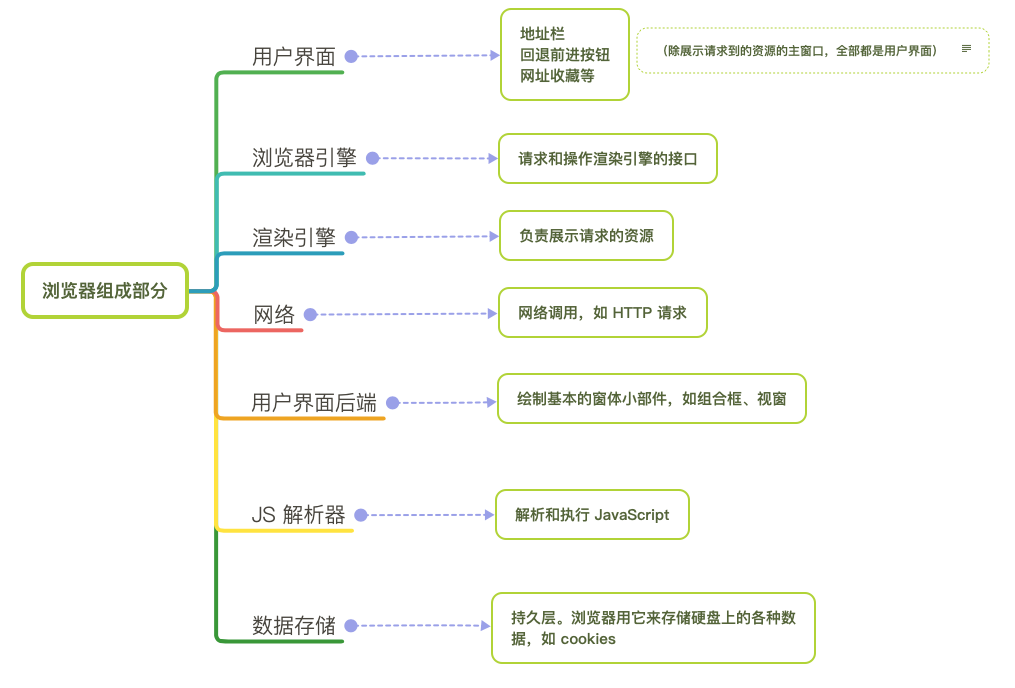 浏览器组成部分
用户界面
地址栏
回退前进按钮
网址收藏等
（除展示请求到的资源的主窗口，全部都是用户界面）
浏览器引擎
请求和操作渲染引擎的接口
渲染引擎
负责展示请求的资源
网络
网络调用，如 HTTP 请求
用户界面后端
绘制基本的窗体小部件，如组合框、视窗
JS 解析器
解析和执行 JavaScript
数据存储
持久层。浏览器用它来存储硬盘上的各种数
据，如 cookies